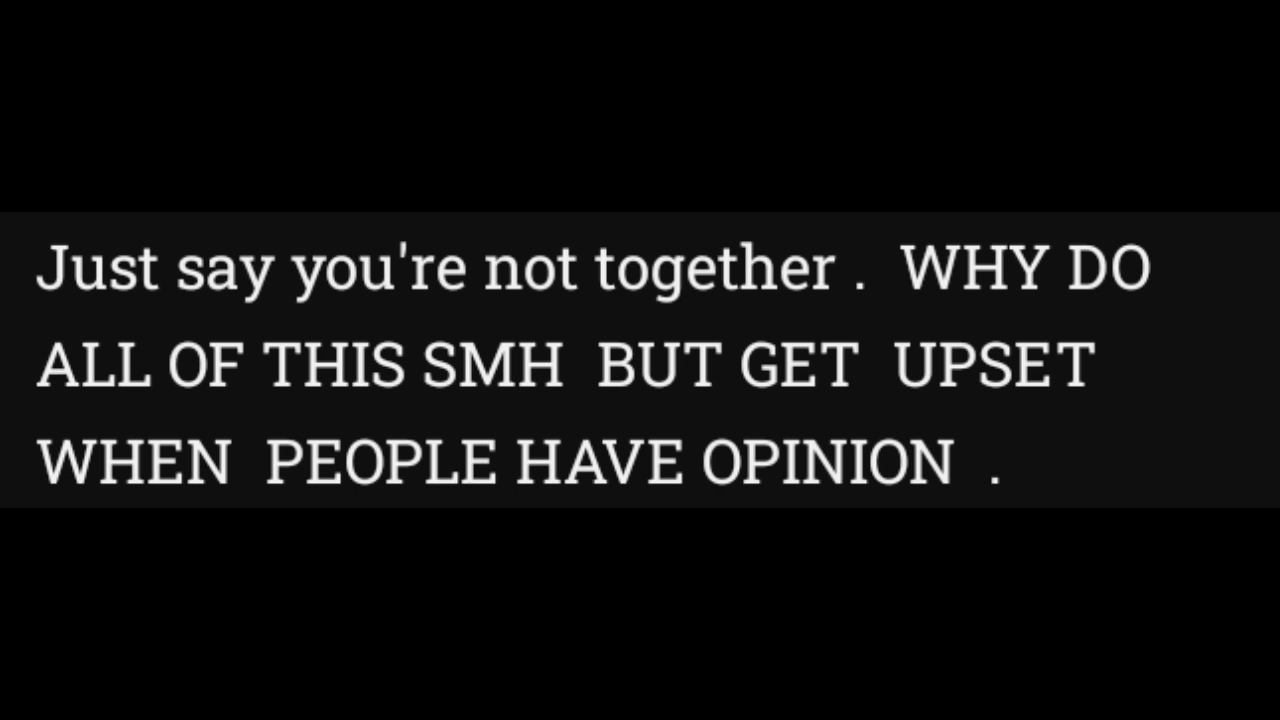 Just say you're not together .  WHY DO
ALL OF THIS SMH  BUT GET  UPSET
WHEN  PEOPLE HAVE OPINION  .